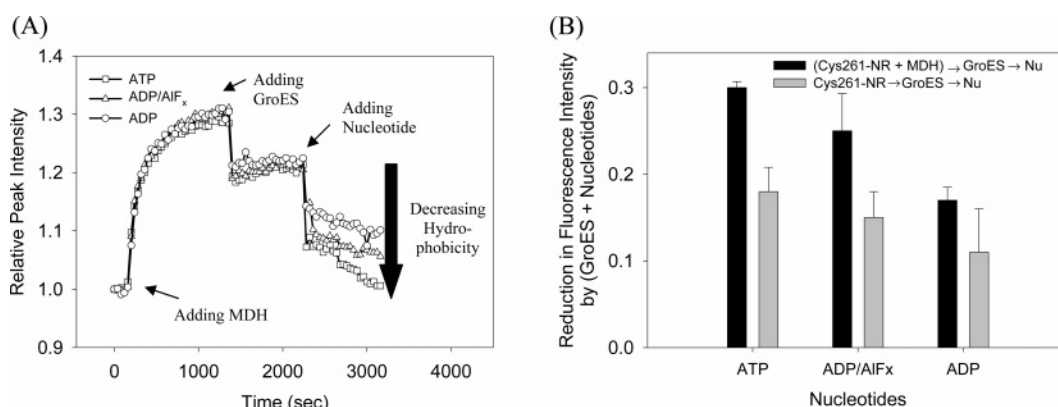 (A)
1.4
1.3
1.2
1.1
1.0
0.9
Relative Peak Intensity
ATP
ADP/AlFx
ADP
Adding
GroES
Adding
Nucleotide
Decreasing
Hydro-
phobicity
Adding MDH
0 1000 2000 3000 4000
Time (sec)
(B)
0.3
0.2
0.1
0.0
Reduction in Fluorescence Intensity
by (GroES + Nucleotides)
(Cys261-NR + MDH) → GroES → Nu
Cys261-NR → GroES → Nu
ATP ADP/AlFx ADP
Nucleotides